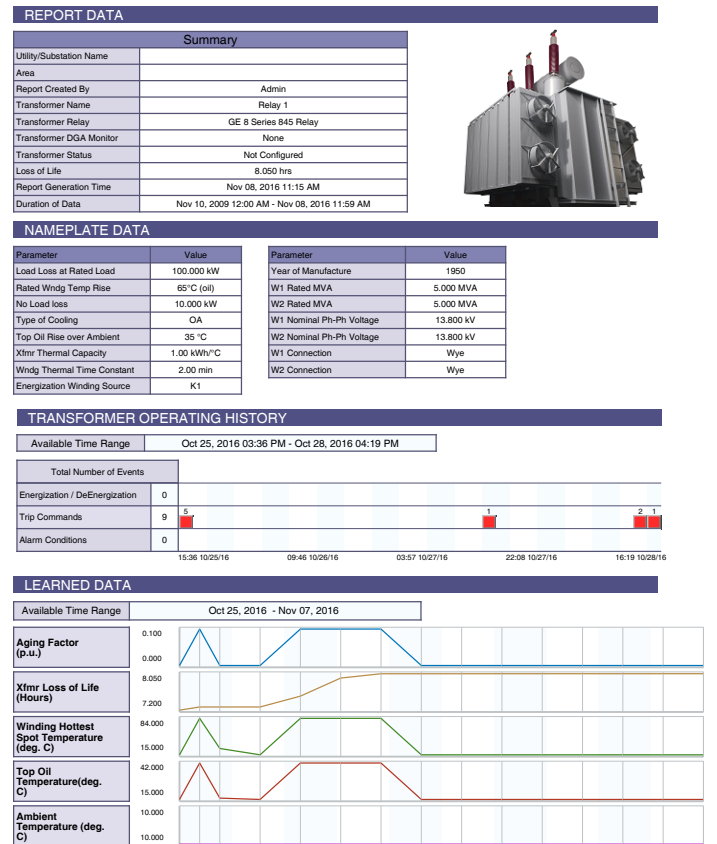 REPORT DATA
Summary
Utility/Substation Name
Area
Report Created By Admin
Transformer Name Relay 1
Transformer Relay GE 8 Series 845 Relay
Transformer DGA Monitor None
Transformer Status Not Configured
Loss of Life 8.050 hrs
Report Generation Time Nov 08, 2016 11:15 AM
Duration of Data Nov 10, 2009 12:00 AM - Nov 08, 2016 11:59 AM
NAMEPLATE DATA
Parameter Value Parameter Value
Load Loss at Rated Load 100.000 kW Year of Manufacture 1950
Rated Wndg Temp Rise 65°C (oil) W1 Rated MVA 5.000 MVA
No Load loss 10.000 kW W2 Rated MVA 5.000 MVA
Type of Cooling OA W1 Nominal Ph-Ph Voltage 13.800 kV
Top Oil Rise over Ambient 35 °C W2 Nominal Ph-Ph Voltage 13.800 kV
Xfmr Thermal Capacity 1.00 kWh/°C W1 Connection Wye
Wndg Thermal Time Constant 2.00 min W2 Connection Wye
Energization Winding Source K1
TRANSFORMER OPERATING HISTORY
Available Time Range Oct 25, 2016 03:36 PM - Oct 28, 2016 04:19 PM
Total Number of Events
Energization / DeEnergization 0
Trip Commands 9 5 1 2 1
Alarm Conditions 0
15:36 10/25/16 09:46 10/26/16 03:57 10/27/16 22:08 10/27/16 16:19 10/28/16
LEARNED DATA
Available Time Range Oct 25, 2016 - Nov 07, 2016
Aging Factor
(p.u.)
0.100
0.000
Xfmr Loss of Life
(Hours)
8.050
7.200
Winding Hottest
Spot Temperature
(deg. C)
84.000
15.000
Top Oil
Temperature(deg.
C)
42.000
15.000
Ambient
Temperature (deg.
C)
10.000
10.000